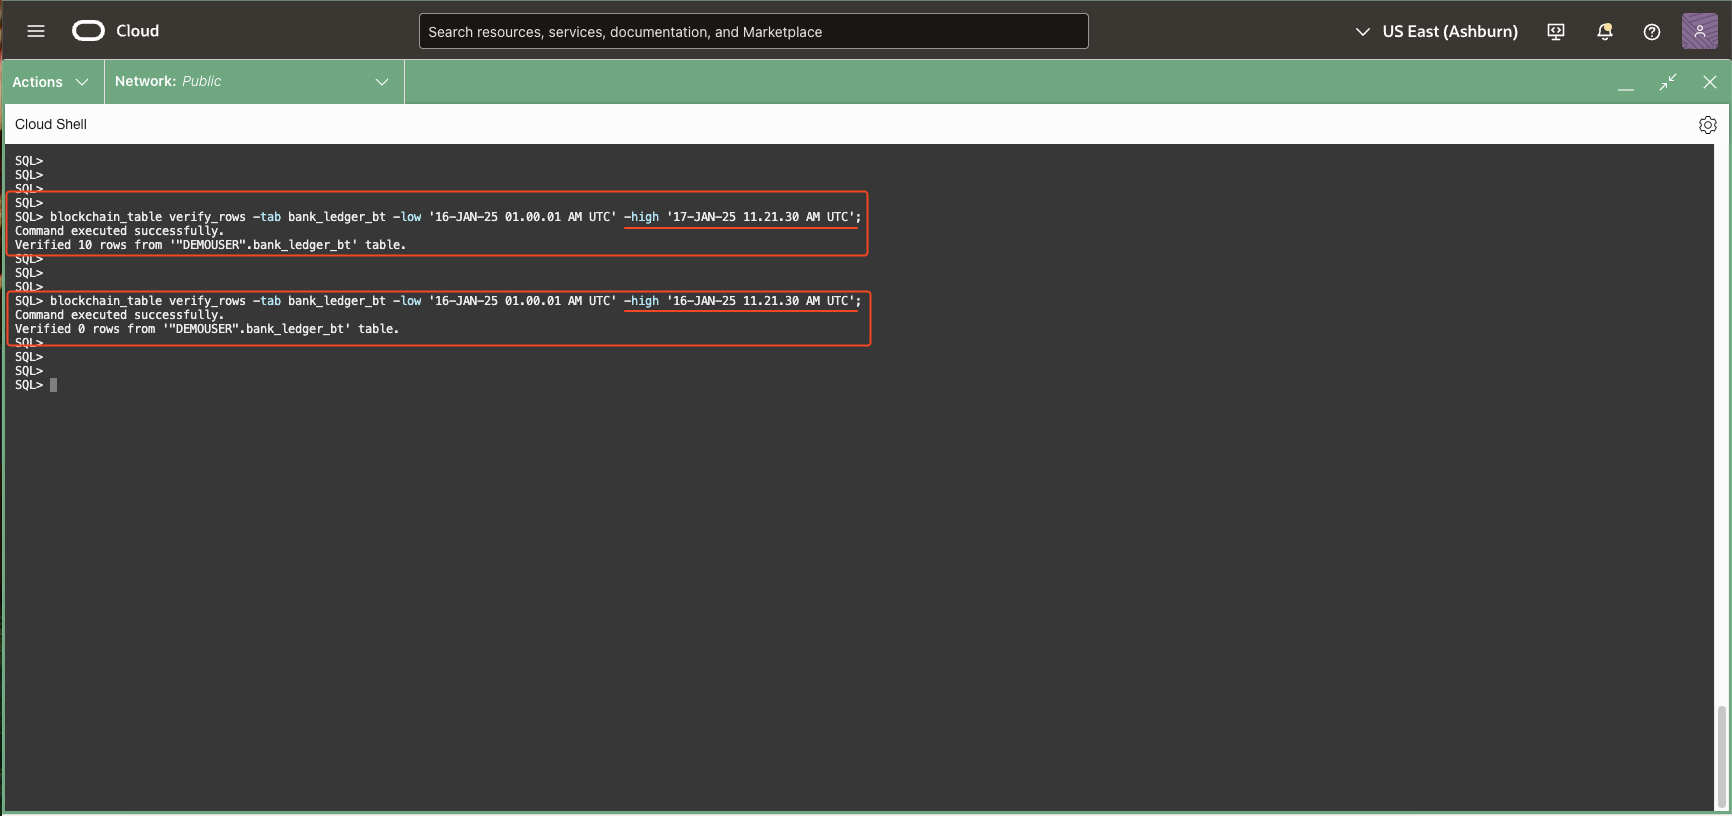 Cloud
Search resources, services, documentation, and Marketplace
US East (Ashburn)
Actions
Network: Public
Cloud Shell
SQL>
SQL>
SQL>
SQL>
SQL> blockchain_table verify_rows -tab bank_ledger_bt -low '16-JAN-25 01.00.01 AM UTC' -high '17-JAN-25 11.21.30 AM UTC';
Command executed successfully.
Verified 10 rows from '"DEMOUSER".bank_ledger_bt' table.
SQL>
SQL>
SQL>
SQL> blockchain_table verify_rows -tab bank_ledger_bt -low '16-JAN-25 01.00.01 AM UTC' -high '16-JAN-25 11.21.30 AM UTC';
Command executed successfully.
Verified 0 rows from '"DEMOUSER".bank_ledger_bt' table.
SQL>
SQL>
SQL>
SQL>